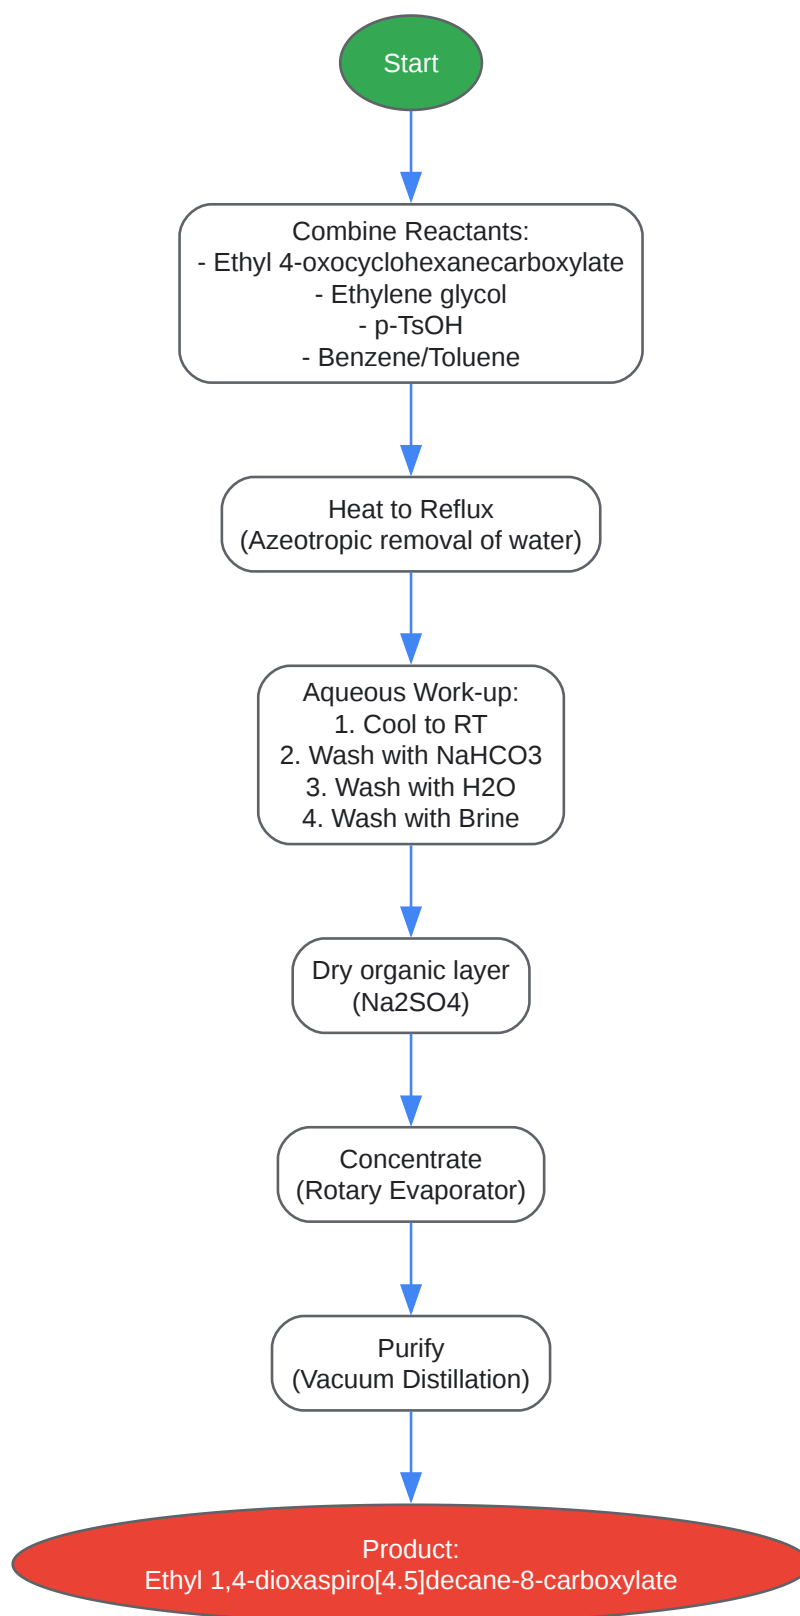 Start
Combine Reactants:
- Ethyl 4-oxocyclohexanecarboxylate
- Ethylene glycol
- p-TsOH
- Benzene/Toluene
Heat to Reflux
(Azeotropic removal of water)
Aqueous Work-up:
1. Cool to RT
2. Wash with NaHCO3
3. Wash with H2O
4. Wash with Brine
Dry organic layer
(Na2SO4)
Concentrate
(Rotary Evaporator)
Purify
(Vacuum Distillation)
Product:
Ethyl 1,4-dioxaspiro[4.5]decane-8-carboxylate